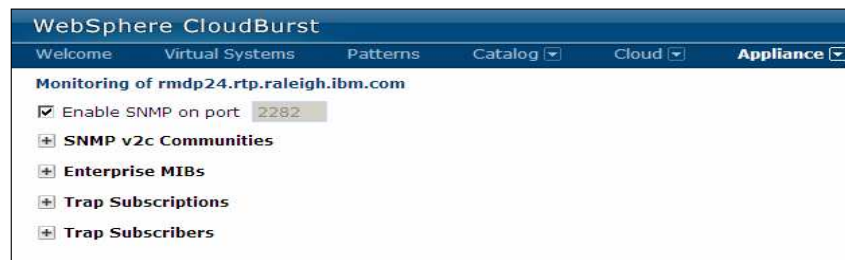 WebSphere CloudBurst
Welcome Virtual Systems Patterns Catalog Cloud Appliance
Monitoring of rmdp24.rtp.raleigh.ibm.com
Enable SNMP on port 2282
SNMP v2c Communities
Enterprise MIBs
Trap Subscriptions
Trap Subscribers